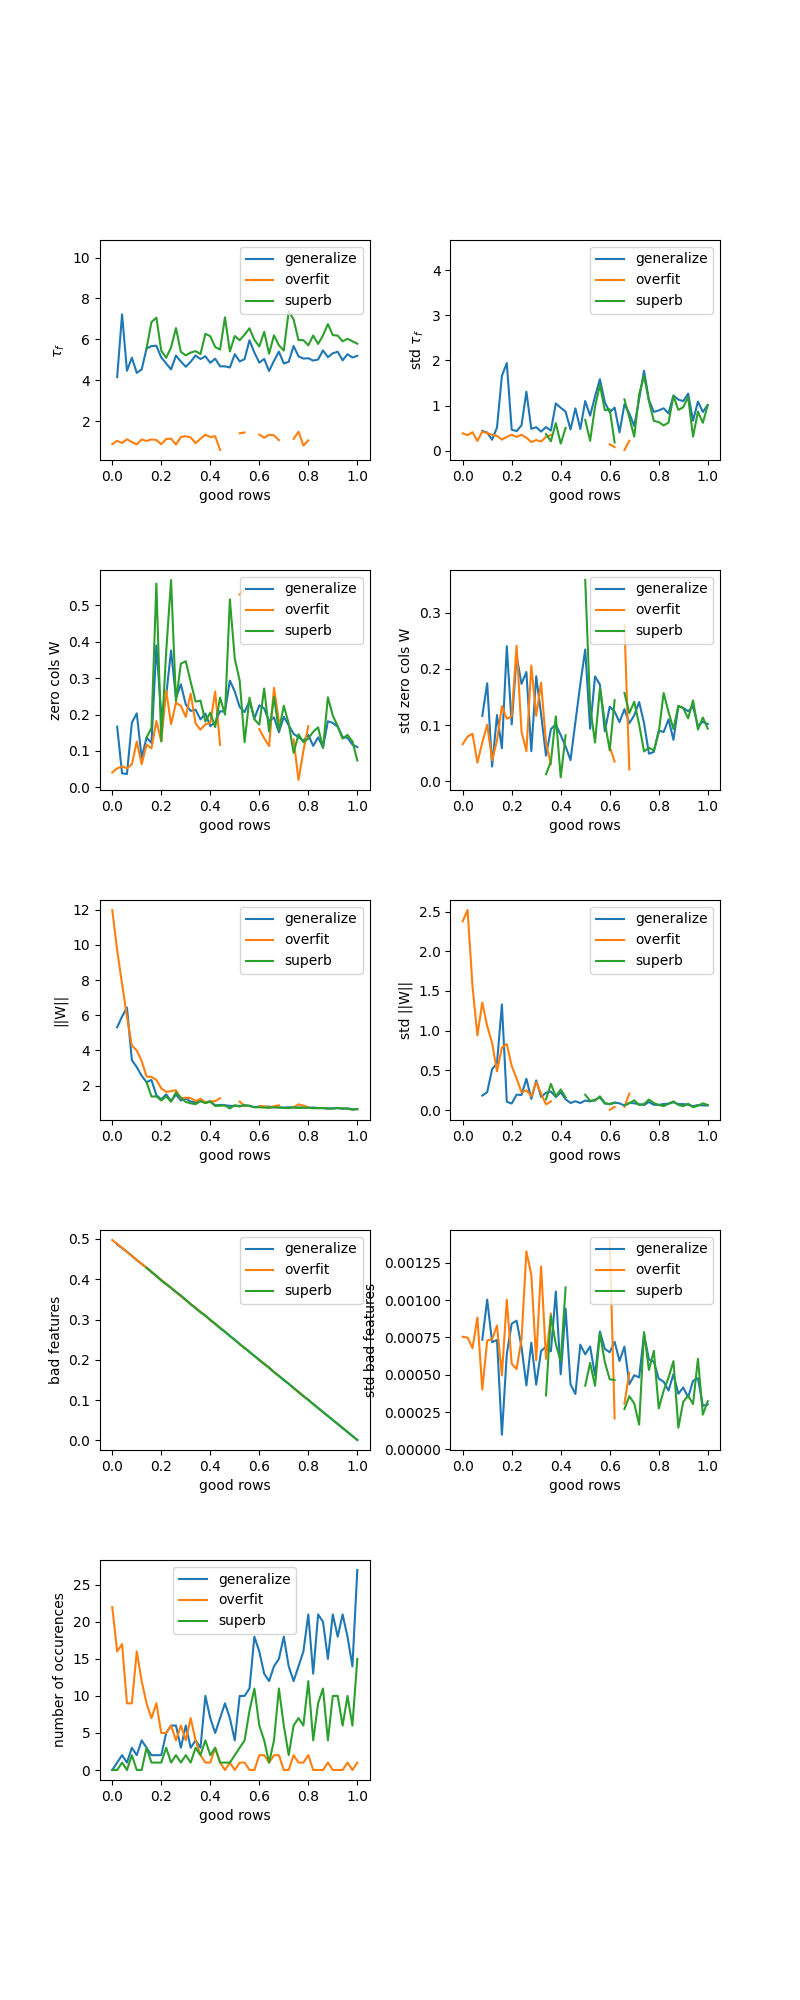 10
8
6
4
2
τf
0.0 0.2 0.4 0.6 0.8 1.0
good rows
generalize
overfit
superb
4
3
2
1
0
std τf
0.0 0.2 0.4 0.6 0.8 1.0
good rows
generalize
overfit
superb
0.5
0.4
0.3
0.2
0.1
0.0
zero cols W
0.0 0.2 0.4 0.6 0.8 1.0
good rows
generalize
overfit
superb
0.3
0.2
0.1
0.0
std zero cols W
0.0 0.2 0.4 0.6 0.8 1.0
good rows
generalize
overfit
superb
12
10
8
6
4
2
||W||
0.0 0.2 0.4 0.6 0.8 1.0
good rows
generalize
overfit
superb
2.5
2.0
1.5
1.0
0.5
0.0
std ||W||
0.0 0.2 0.4 0.6 0.8 1.0
good rows
generalize
overfit
superb
0.5
0.4
0.3
0.2
0.1
0.0
bad features
0.0 0.2 0.4 0.6 0.8 1.0
good rows
generalize
overfit
superb
0.00125
0.00100
0.00075
0.00050
0.00025
0.00000
std bad features
0.0 0.2 0.4 0.6 0.8 1.0
good rows
generalize
overfit
superb
25
20
15
10
5
0
number of occurences
0.0 0.2 0.4 0.6 0.8 1.0
good rows
generalize
overfit
superb